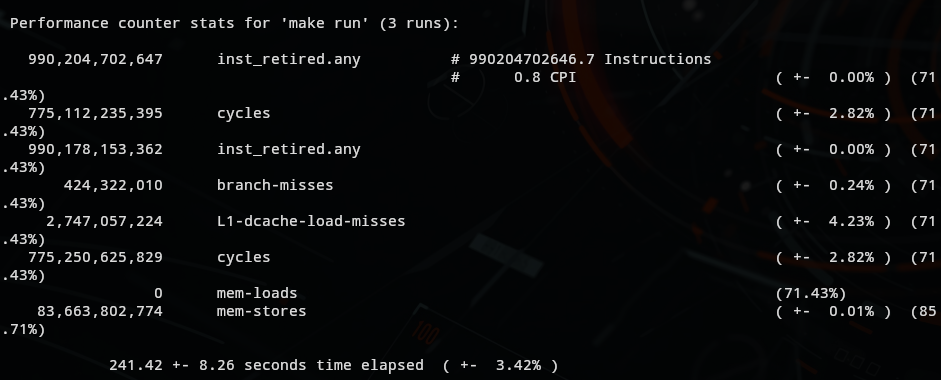 Performance counter stats for 'make run' (3 runs):
990,204,702,647 inst_retired.any # 990204702646.7 Instructions
# 0.8 CPI ( +- 0.00% ) (71
.43%)
775,112,235,395 cycles ( +- 2.82% ) (71
.43%)
990,178,153,362 inst_retired.any ( +- 0.00% ) (71
.43%)
424,322,010 branch-misses ( +- 0.24% ) (71
.43%)
2,747,057,224 L1-dcache-load-misses ( +- 4.23% ) (71
.43%)
775,250,625,829 cycles ( +- 2.82% ) (71
.43%)
0 mem-loads (71.43%)
83,663,802,774 mem-stores ( +- 0.01% ) (85
.71%)
100
241.42 +- 8.26 seconds time elapsed ( +- 3.42% )